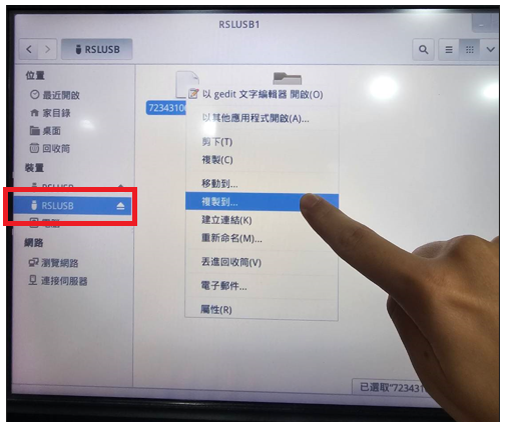 RSLUSB1
RSLUSB
位置
最近開啟
家目錄
桌面
回收筒
裝置
RSLUSB
RSLUSB
電腦
網路
瀏覽網路
連接伺服器
7234310
以 gedit 文字編輯器 開啟(O)
以其他應用程式開啟(A)...
剪下(T)
複製(C)
移動到...
複製到...
建立連結(K)
重新命名(M)...
丟進回收筒(V)
電子郵件...
屬性(R)
已選取"72343